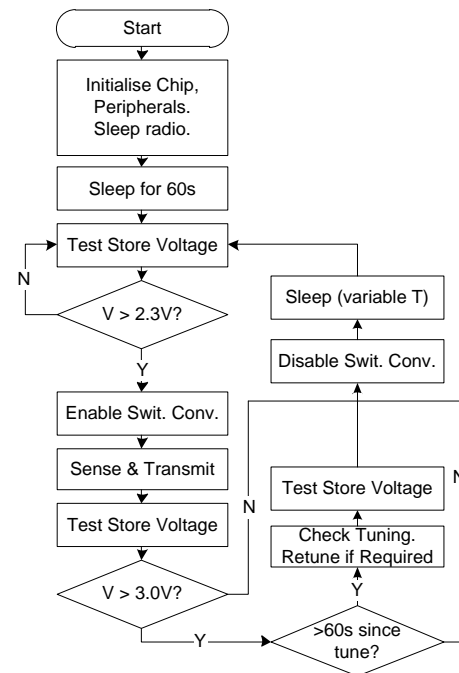 Start
Initialise Chip,
Peripherals.
Sleep radio.
Sleep for 60s
Test Store Voltage
N
V > 2.3V?
Y
Enable Swit. Conv.
Sense & Transmit
Test Store Voltage
V > 3.0V?
N
Y
>60s since
tune?
Y
N
Check Tuning.
Retune if Required
Test Store Voltage
Disable Swit. Conv.
Sleep (variable T)